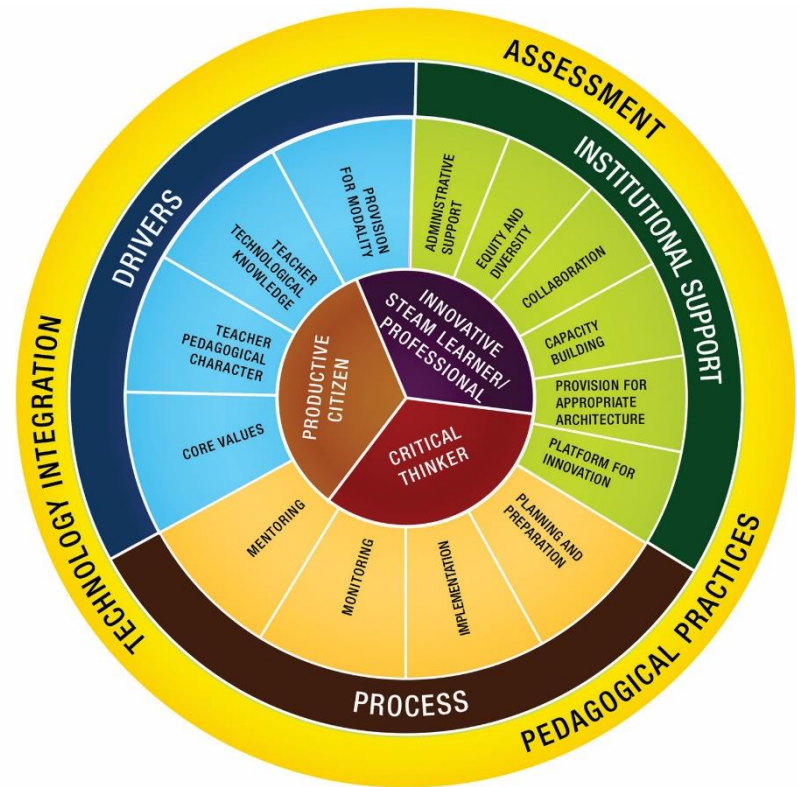 ASSESSMENT
PEDAGOGICAL PRACTICES
TECHNOLOGY INTEGRATION
INSTITUTIONAL SUPPORT
PROCESS
DRIVERS
ADMINISTRATIVE
SUPPORT
EQUITY AND
DIVERSITY
COLLABORATION
CAPACITY
BUILDING
PROVISION FOR
APPROPRIATE
ARCHITECTURE
PLATFORM FOR
INNOVATION
PLANNING AND
PREPARATION
IMPLEMENTATION
MONITORING
MENTORING
CORE VALUES
TEACHER
PEDAGOGICAL
CHARACTER
TEACHER
TECHNOLOGICAL
KNOWLEDGE
PROVISION
FOR MODALITY
INNOVATIVE
STEAM LEARNER/
PROFESSIONAL
CRITICAL
THINKER
PRODUCTIVE
CITIZEN